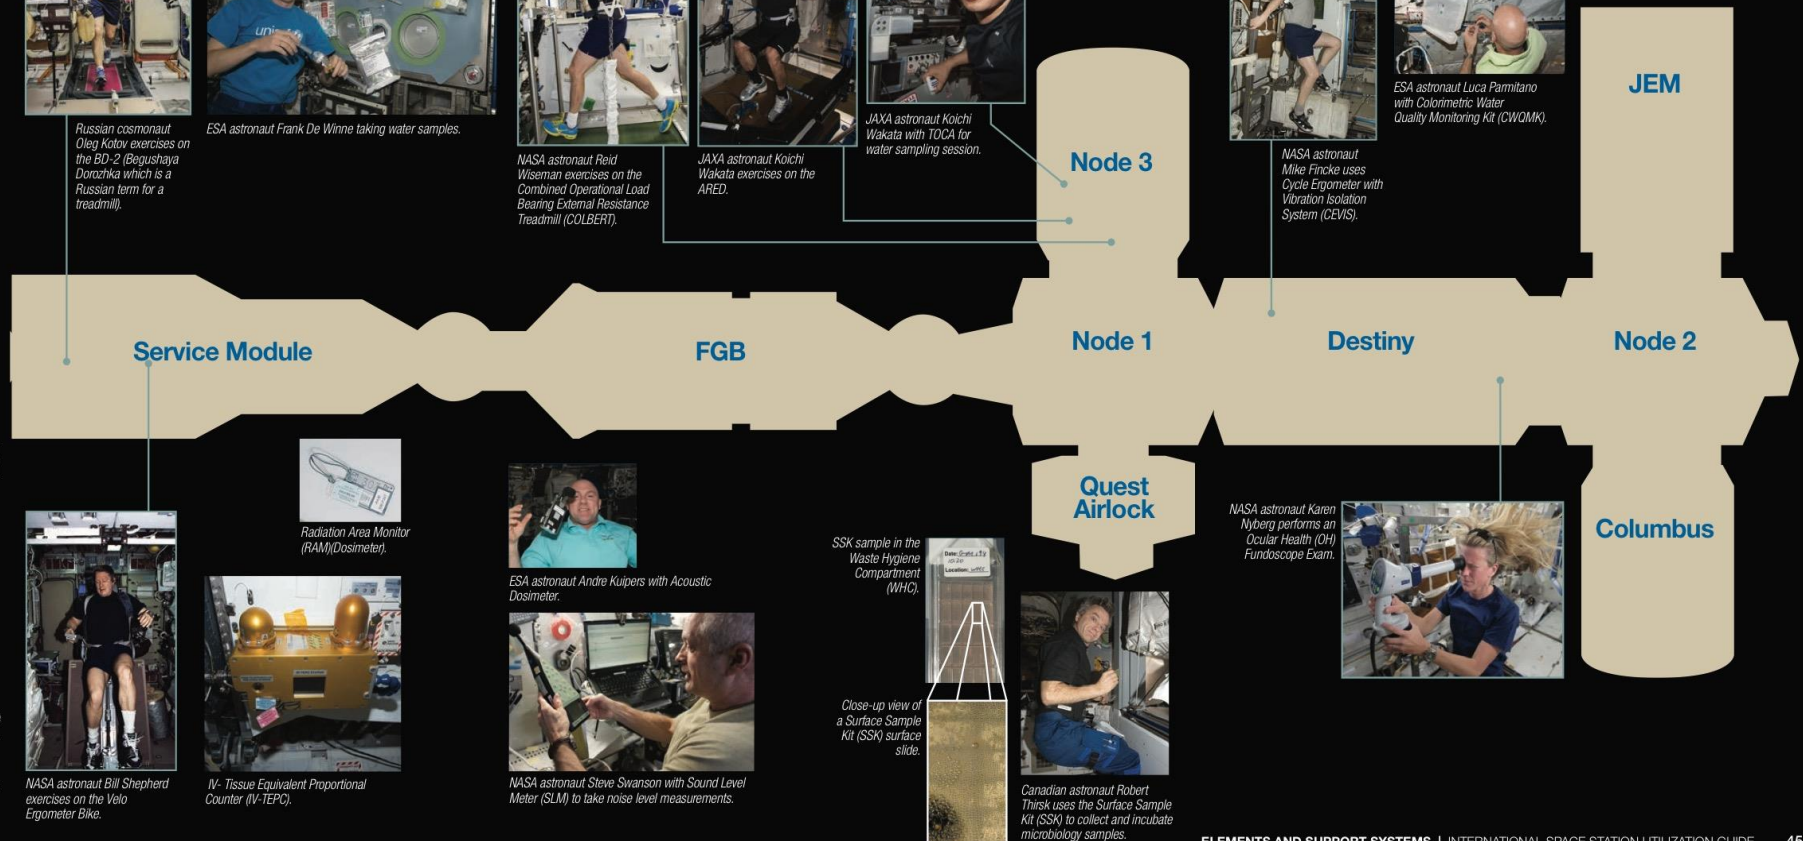 Russian cosmonaut
Oleg Kotov exercises on
the BD-2 (Begushaya
Dorozhka which is a
Russian term for a
treadmill).
ESA astronaut Frank De Winne taking water samples.
NASA astronaut Reid
Wiseman exercises on the
Combined Operational Load
Bearing External Resistance
Treadmill (COLBERT).
JAXA astronaut Koichi
Wakata exercises on the
ARED.
JAXA astronaut Koichi
Wakata with TOCA for
water sampling session.
NASA astronaut
Mike Fincke uses
Cycle Ergometer with
Vibration Isolation
System (CEVIS).
ESA astronaut Luca Parmitano
with Colorimetric Water
Quality Monitoring Kit (CWQMK).
JEM
Node 3
Service Module
FGB
Node 1
Destiny
Node 2
Quest
Airlock
Columbus
Radiation Area Monitor
(RAM)(Dosimeter).
ESA astronaut Andre Kuipers with Acoustic
Dosimeter.
SSK sample in the
Waste Hygiene
Compartment
(WHC).
Date:
Location:
NASA astronaut Karen
Nyberg performs an
Ocular Health (OH)
Fundoscope Exam.
Close-up view of
a Surface Sample
Kit (SSK) surface
slide.
NASA astronaut Bill Shepherd
exercises on the Velo
Ergometer Bike.
IV- Tissue Equivalent Proportional
Counter (IV-TEPC).
NASA astronaut Steve Swanson with Sound Level
Meter (SLM) to take noise level measurements.
Canadian astronaut Robert
Thirsk uses the Surface Sample
Kit (SSK) to collect and incubate
microbiology samples.
ELEMENTS AND SUPPORT SYSTEMS | INTERNATIONAL SPACE STATION UTILIZATION GUIDE 45